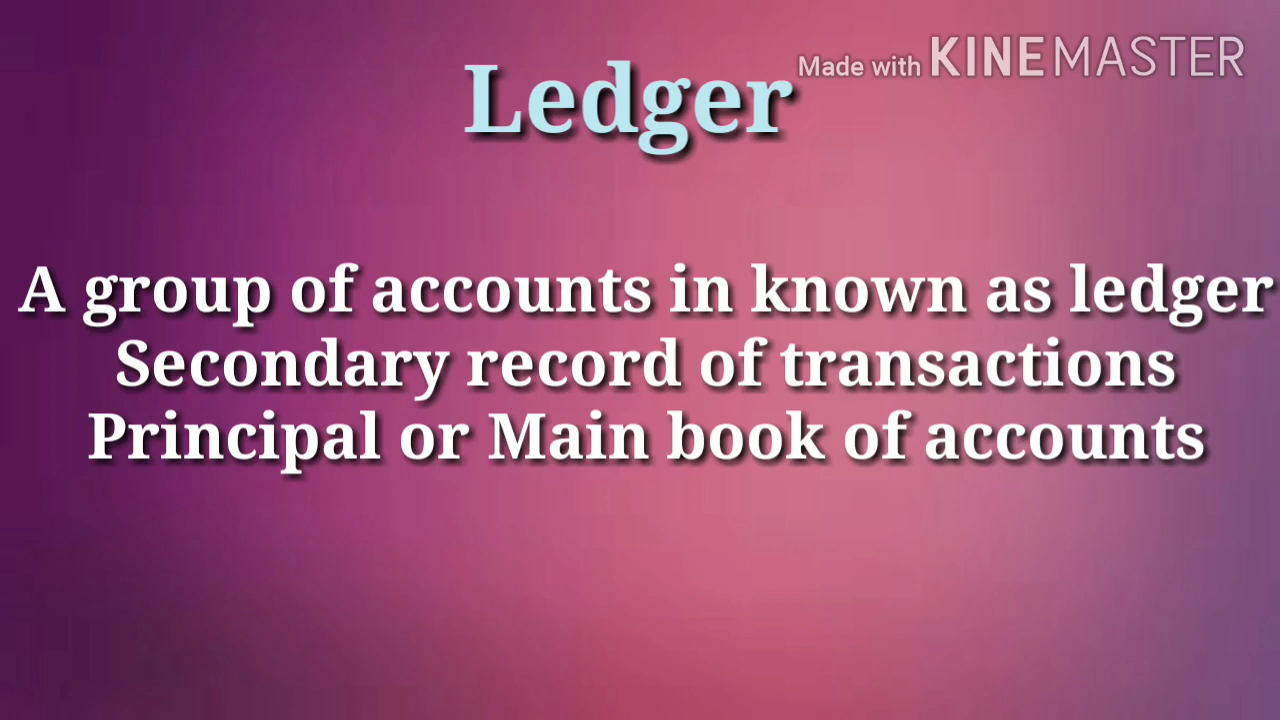 Made with KINEMASTER
Ledger
A group of accounts in known as ledger
Secondary record of transactions
Principal or Main book of accounts